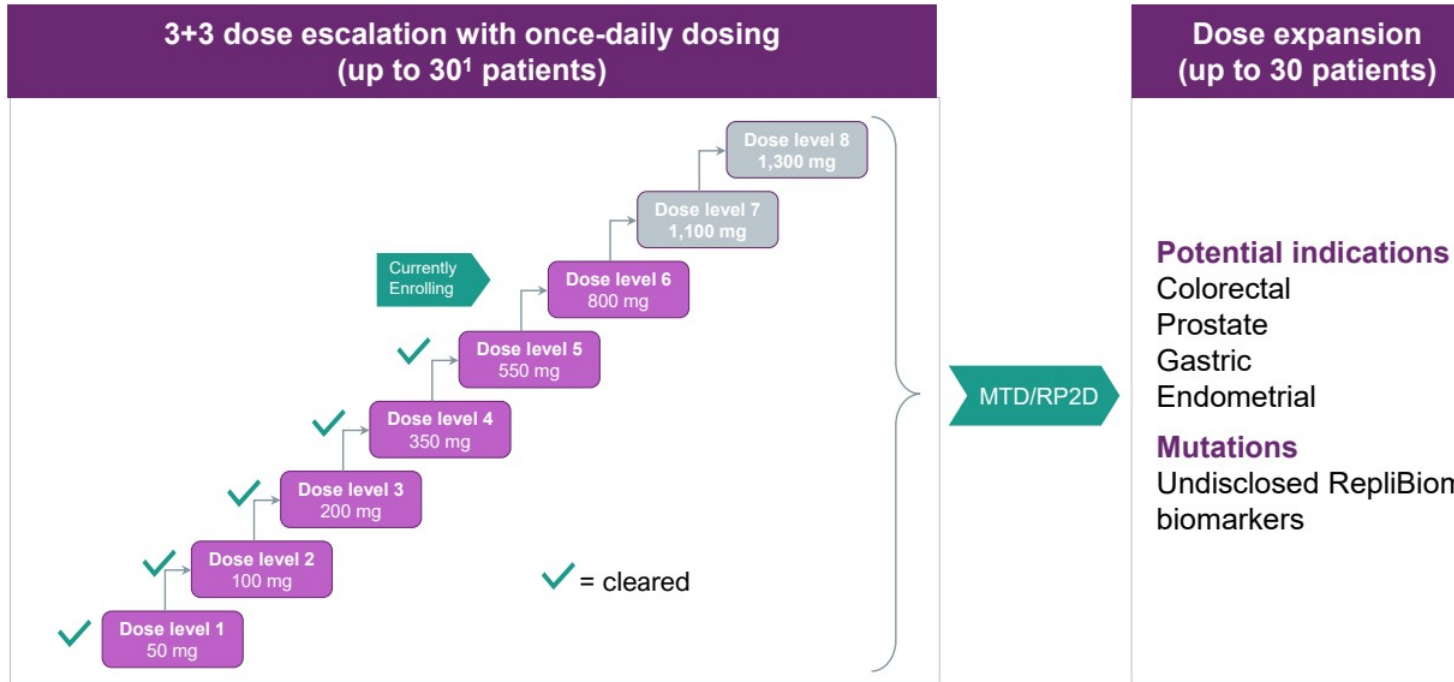 3+3 dose escalation with once-daily dosing
(up to 30¹ patients)
Dose expansion
(up to 30 patients)
Dose level 8
1,300 mg
Dose level 7
1,100 mg
Currently
Enrolling
Dose level 6
800 mg
Dose level 5
550 mg
Dose level 4
350 mg
Dose level 3
200 mg
Dose level 2
100 mg
Dose level 1
50 mg
= cleared
MTD/RP2D
Potential indications
Colorectal
Prostate
Gastric
Endometrial
Mutations
Undisclosed RepliBiom
biomarkers